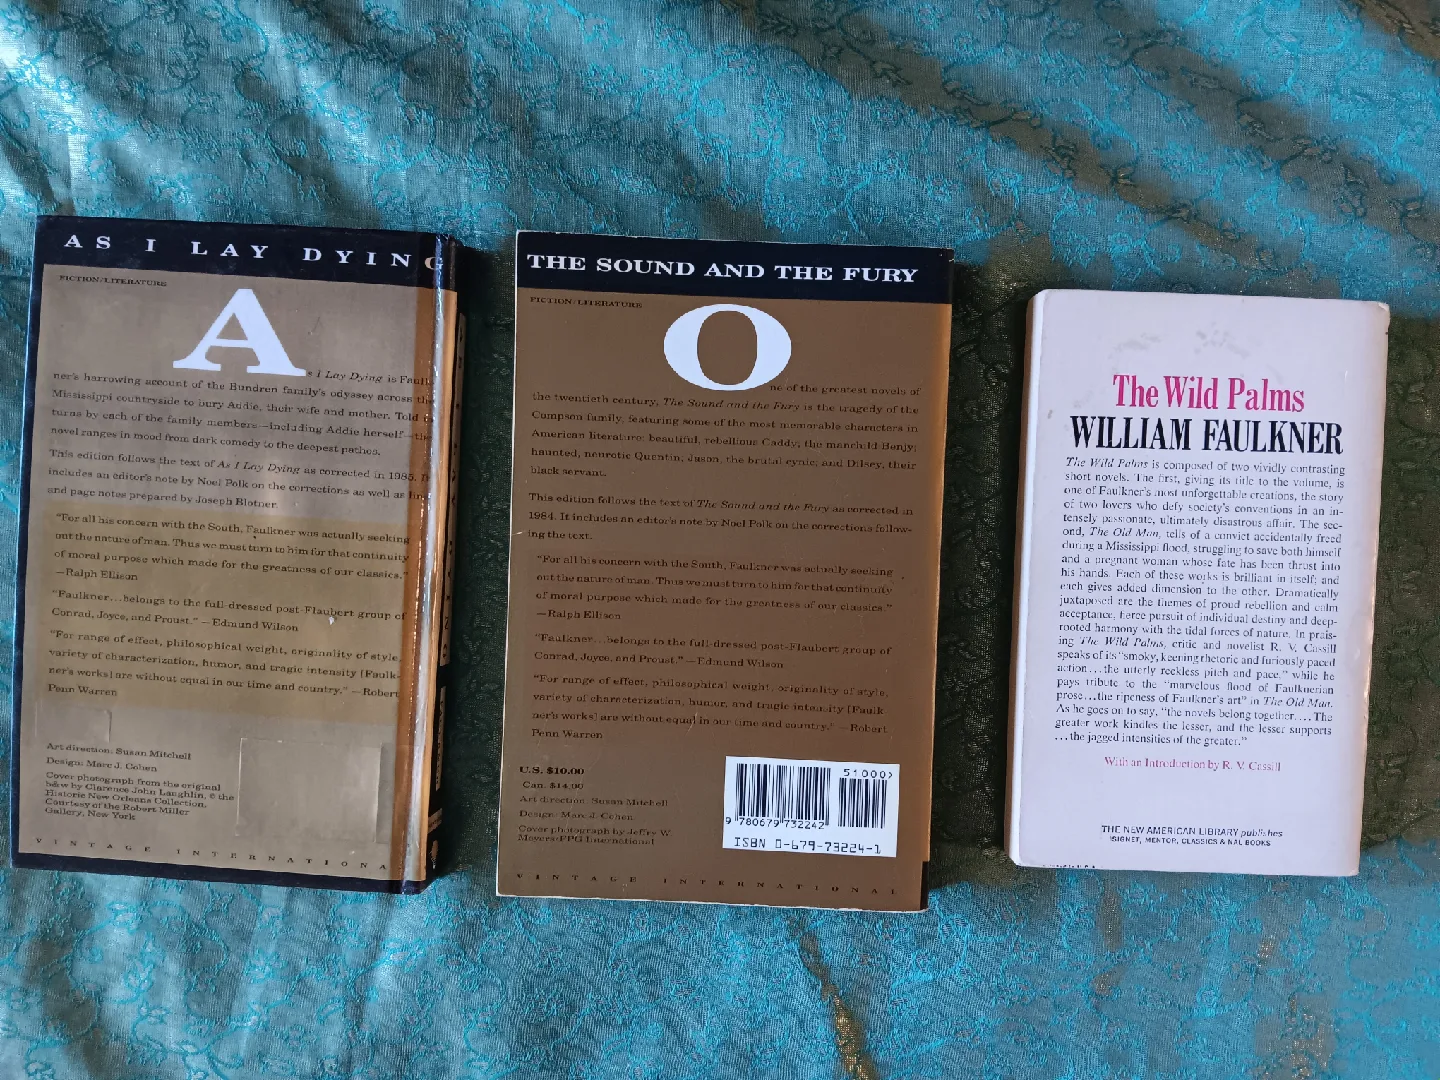 AS I LAY DYING
FICTION/LITERATURE
As I Lay Dying is Faulk-
ner's harrowing account of the Bundren family's odyssey across the
Mississippi countryside to bury Addie, their wife and mother. Told
turns by each of the family members—including Addie herself—the
novel ranges in mood from dark comedy to the deepest pathos.
This edition follows the text of As I Lay Dying as corrected in 1985. It
includes an editor's note by Noel Polk on the corrections as well as line
and page notes prepared by Joseph Blotner.
"For all his concern with the South, Faulkner was actually seeking
out the nature of man. Thus we must turn to him for that continuity
of moral purpose which made for the greatness of our classics."
—Ralph Ellison
"Faulkner...belongs to the full-dressed post-Flaubert group of
Conrad, Joyce, and Proust." —Edmund Wilson
"For range of effect, philosophical weight, originality of style,
variety of characterization, humor, and tragic intensity [Faulk-
ner's works] are without equal in our time and country." —Robert
Penn Warren
Art direction: Susan Mitchell
Design: Marc J. Cohen
Cover photograph from the original
b&w by Clarence John Laughlin, © the
Historic New Orleans Collection,
Courtesy of the Robert Miller
Gallery, New York
VINTAGE INTERNATIONA
THE SOUND AND THE FURY
FICTION/LITERATURE
One of the greatest novels of
the twentieth century, The Sound and the Fury is the tragedy of the
Compson family, featuring some of the most memorable characters in
American literature: beautiful, rebellious Caddy; the manchild Benjy;
haunted, neurotic Quentin; Jason, the brutal cynic; and Dilsey, their
black servant.
This edition follows the text of The Sound and the Fury as corrected in
1984. It includes an editor's note by Noel Polk on the corrections follow-
ing the text.
"For all his concern with the South, Faulkner was actually seeking
out the nature of man. Thus we must turn to him for that continuity
of moral purpose which made for the greatness of our classics."
—Ralph Ellison
"Faulkner...belongs to the full-dressed post-Flaubert group of
Conrad, Joyce, and Proust." —Edmund Wilson
"For range of effect, philosophical weight, originality of style,
variety of characterization, humor, and tragic intensity [Faulk-
ner's works] are without equal in our time and country." —Robert
Penn Warren
U.S. $10.00
Can. $14.00
Art direction: Susan Mitchell
Design: Marc J. Cohen
Cover photograph by Jeffry W.
Meyers-FPG International
51000>
9 780679 732242
ISBN 0-679-73224-1
VINTAGE INTERNATIONAL
The Wild Palms
WILLIAM FAULKNER
The Wild Palms is composed of two vividly contrasting
short novels. The first, giving its title to the volume, is
one of Faulkner's most unforgettable creations, the story
of two lovers who defy society's conventions in an in-
tensely passionate, ultimately disastrous affair. The sec-
ond, The Old Man, tells of a convict accidentally freed
during a Mississippi flood, struggling to save both himself
and a pregnant woman whose fate has been thrust into
his hands. Each of these works is brilliant in itself; and
each gives added dimension to the other. Dramatically
juxtaposed are the themes of proud rebellion and calm
acceptance, fierce pursuit of individual destiny and deep-
rooted harmony with the tidal forces of nature. In prais-
ing The Wild Palms, critic and novelist R. V. Cassill
speaks of its "smoky, keening rhetoric and furiously paced
action...the utterly reckless pitch and pace," while he
pays tribute to the "marvelous flood of Faulknerian
prose...the ripeness of Faulkner's art" in The Old Man.
As he goes on to say, "the novels belong together.... The
greater work kindles the lesser, and the lesser supports
...the jagged intensities of the greater."
With an Introduction by R. V. Cassill
THE NEW AMERICAN LIBRARY publishes
SIGNET, MENTOR, CLASSICS & NAL BOOKS